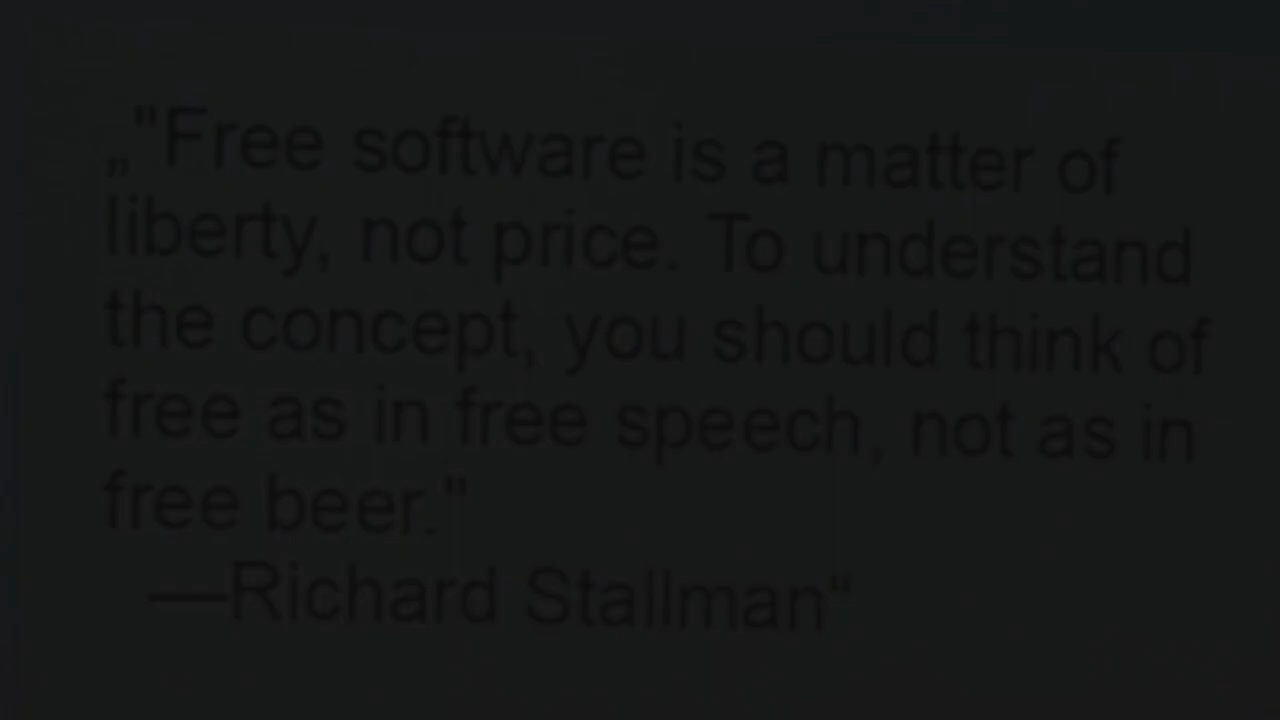 „"Free software is a matter of
liberty, not price. To understand
the concept, you should think of
free as in free speech, not as in
free beer."
—Richard Stallman“